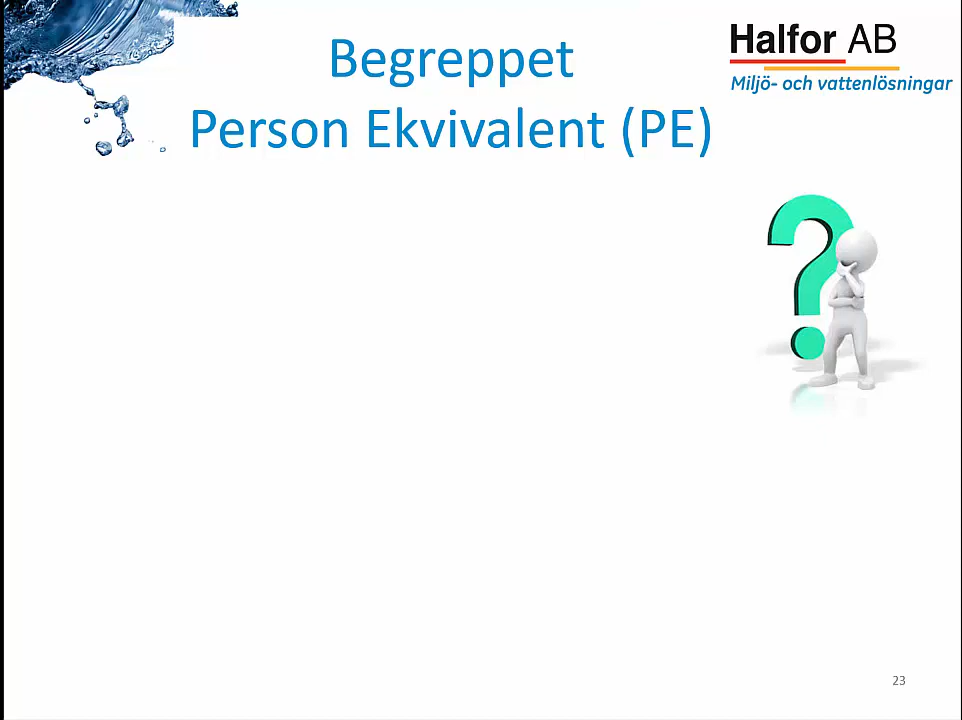 Begreppet
Person Ekvivalent (PE)
Halfor AB
Miljö- och vattenlösningar
23